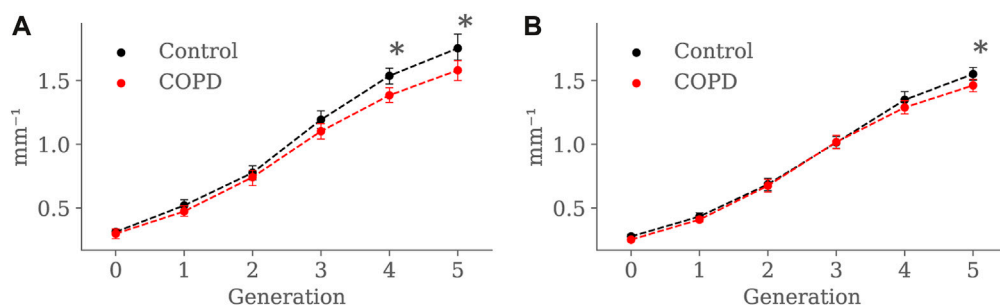 A
Control
COPD
*
*
mm⁻¹
1.5
1.0
0.5
0 1 2 3 4 5
Generation
B
Control
COPD
*
mm⁻¹
1.5
1.0
0.5
0 1 2 3 4 5
Generation